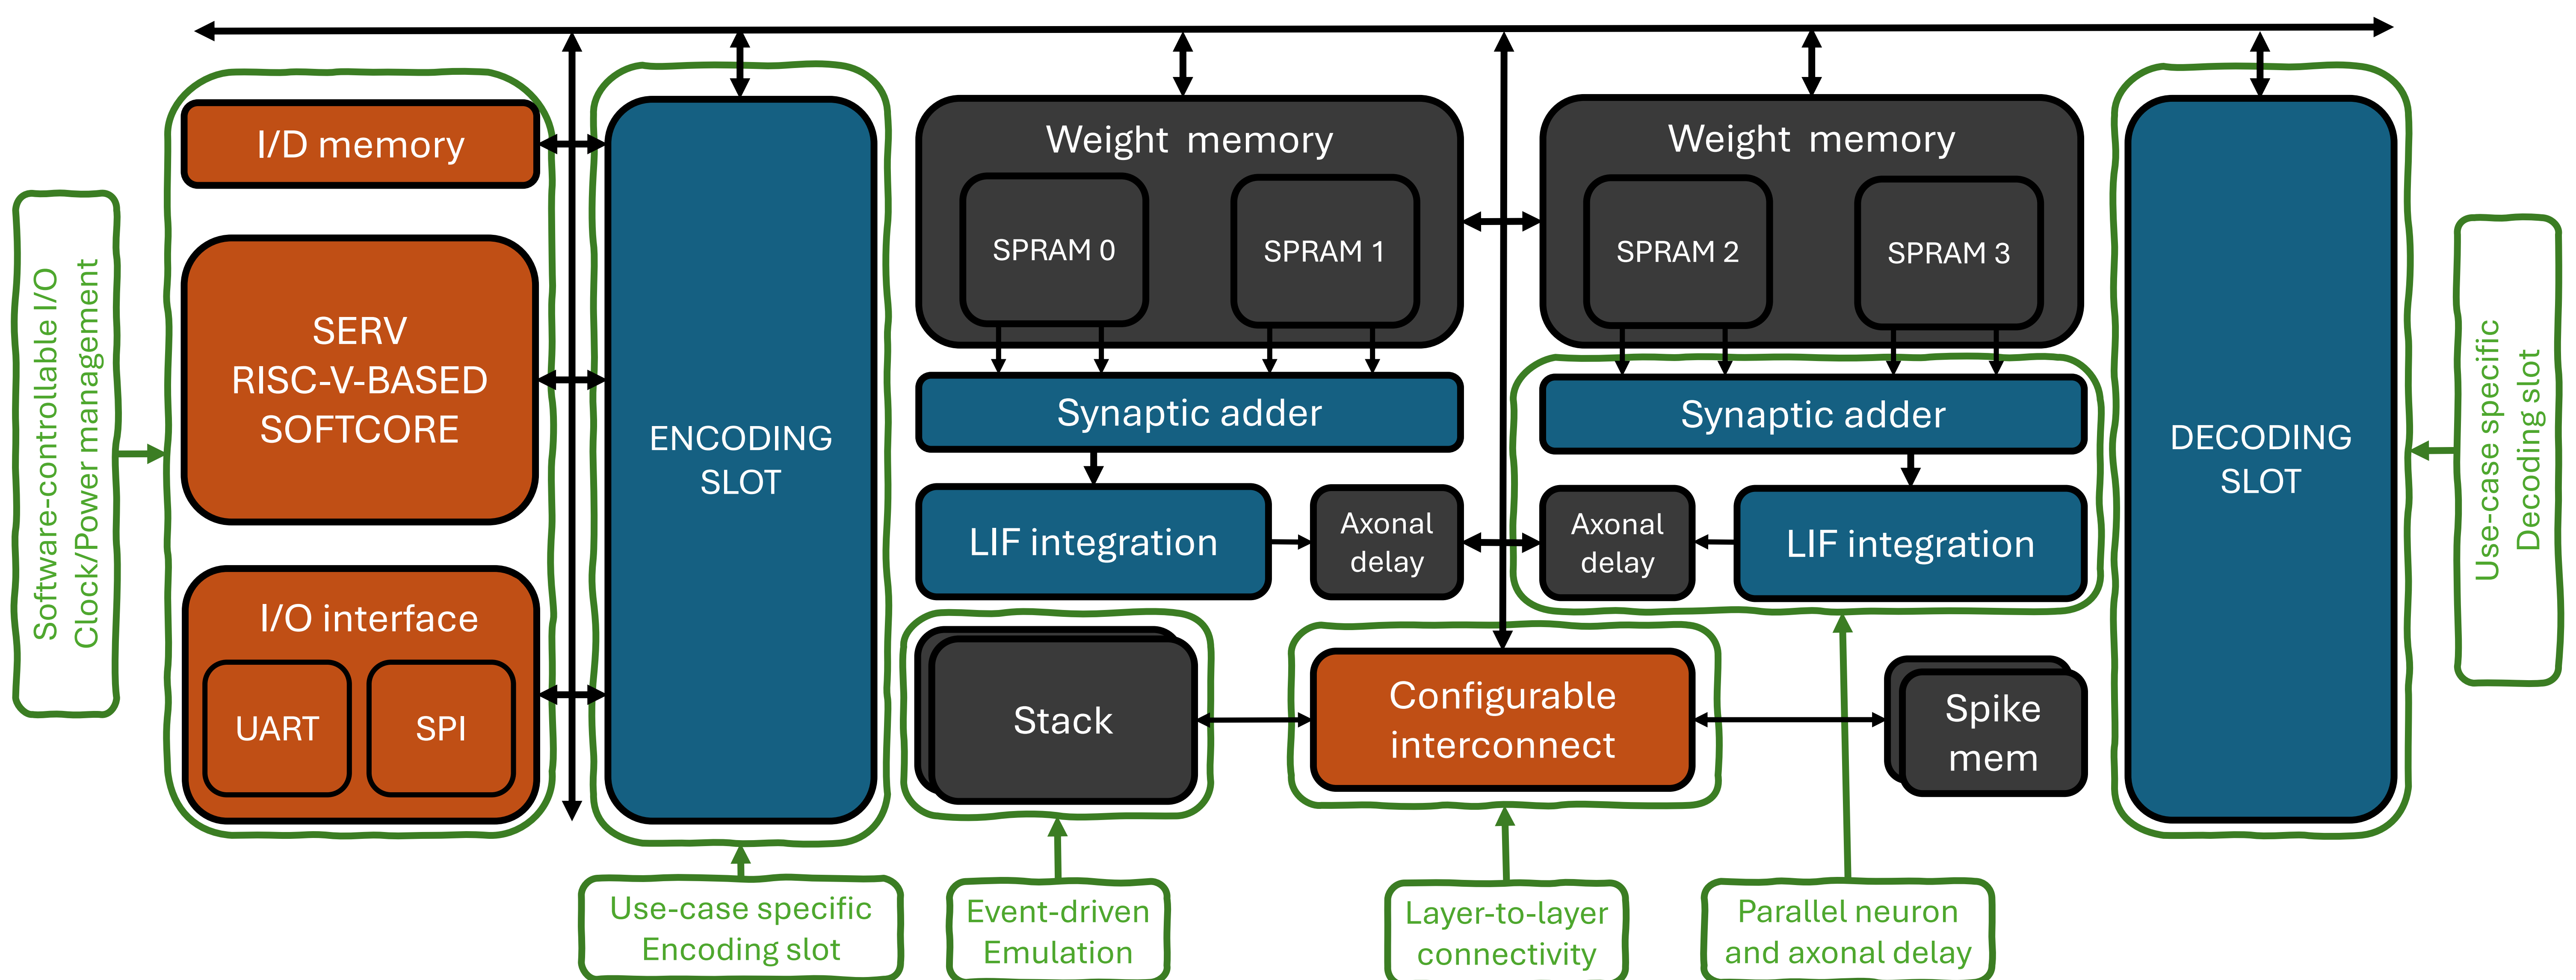 Software-controllable I/O
Clock/Power management
I/D memory
SERV
RISC-V-BASED
SOFTCORE
I/O interface
UART
SPI
ENCODING
SLOT
Weight memory
SPRAM 0
SPRAM 1
Synaptic adder
LIF integration
Axonal
delay
Weight memory
SPRAM 2
SPRAM 3
Synaptic adder
Axonal
delay
LIF integration
Stack
Configurable
interconnect
Spike
mem
DECODING
SLOT
Use-case specific
Decoding slot
Use-case specific
Encoding slot
Event-driven
Emulation
Layer-to-layer
connectivity
Parallel neuron
and axonal delay